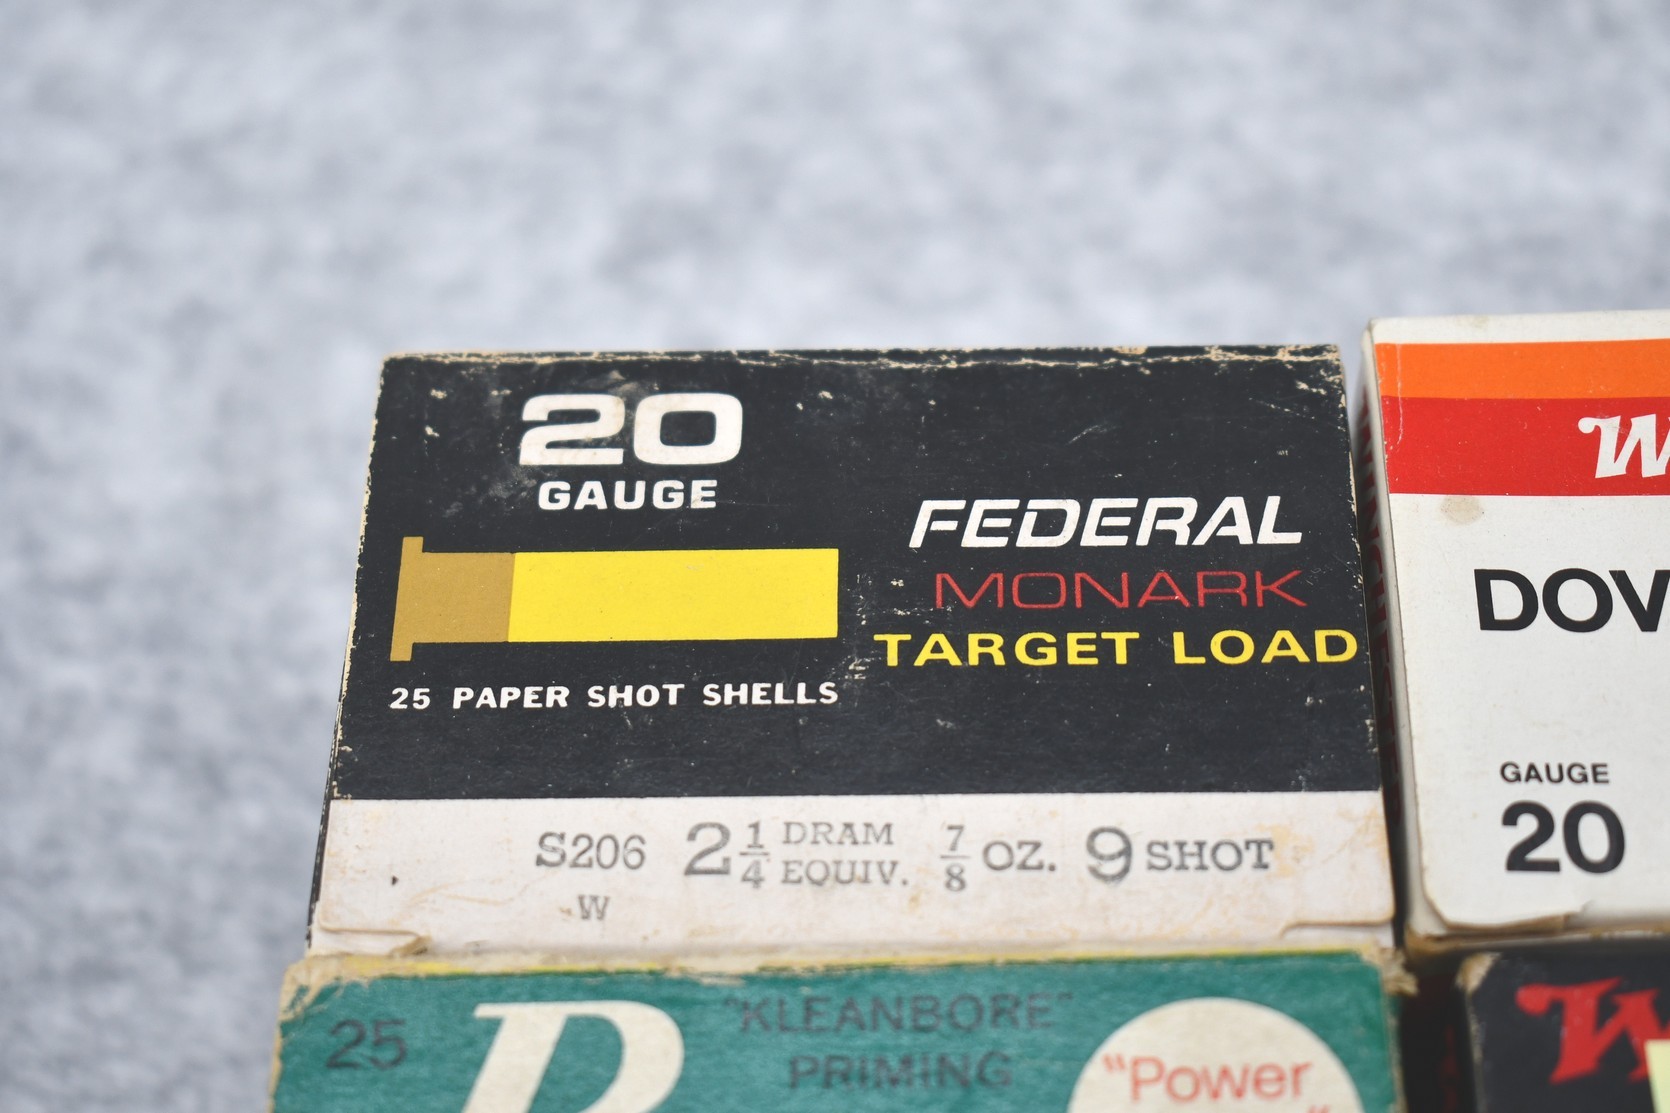 20
GAUGE
FEDERAL
MONARK
TARGET LOAD
25 PAPER SHOT SHELLS
S206 2 1/4 DRAM EQUIV. 7/8 OZ. 9 SHOT
W
WINCHESTER
W
DOV
GAUGE
20
25
"KLEANBORE"
PRIMING
"Power
W